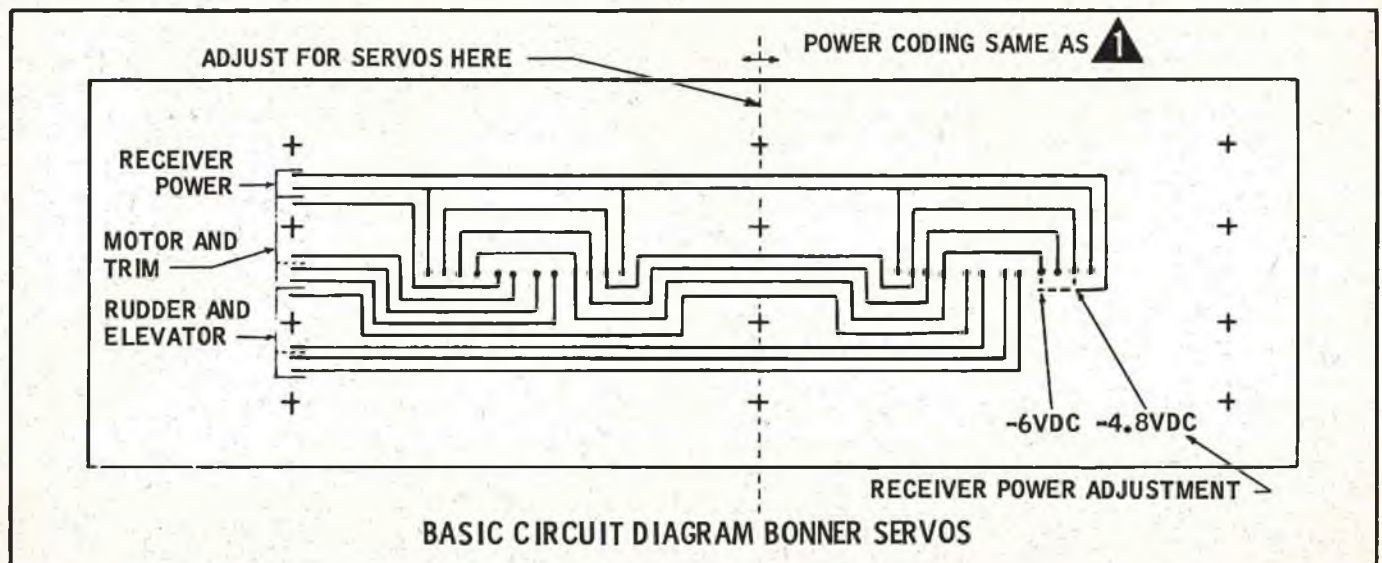 ADJUST FOR SERVOS HERE
POWER CODING SAME AS 1
RECEIVER
POWER
MOTOR AND
TRIM
RUDDER AND
ELEVATOR
-6VDC -4.8VDC
RECEIVER POWER ADJUSTMENT
BASIC CIRCUIT DIAGRAM BONNER SERVOS